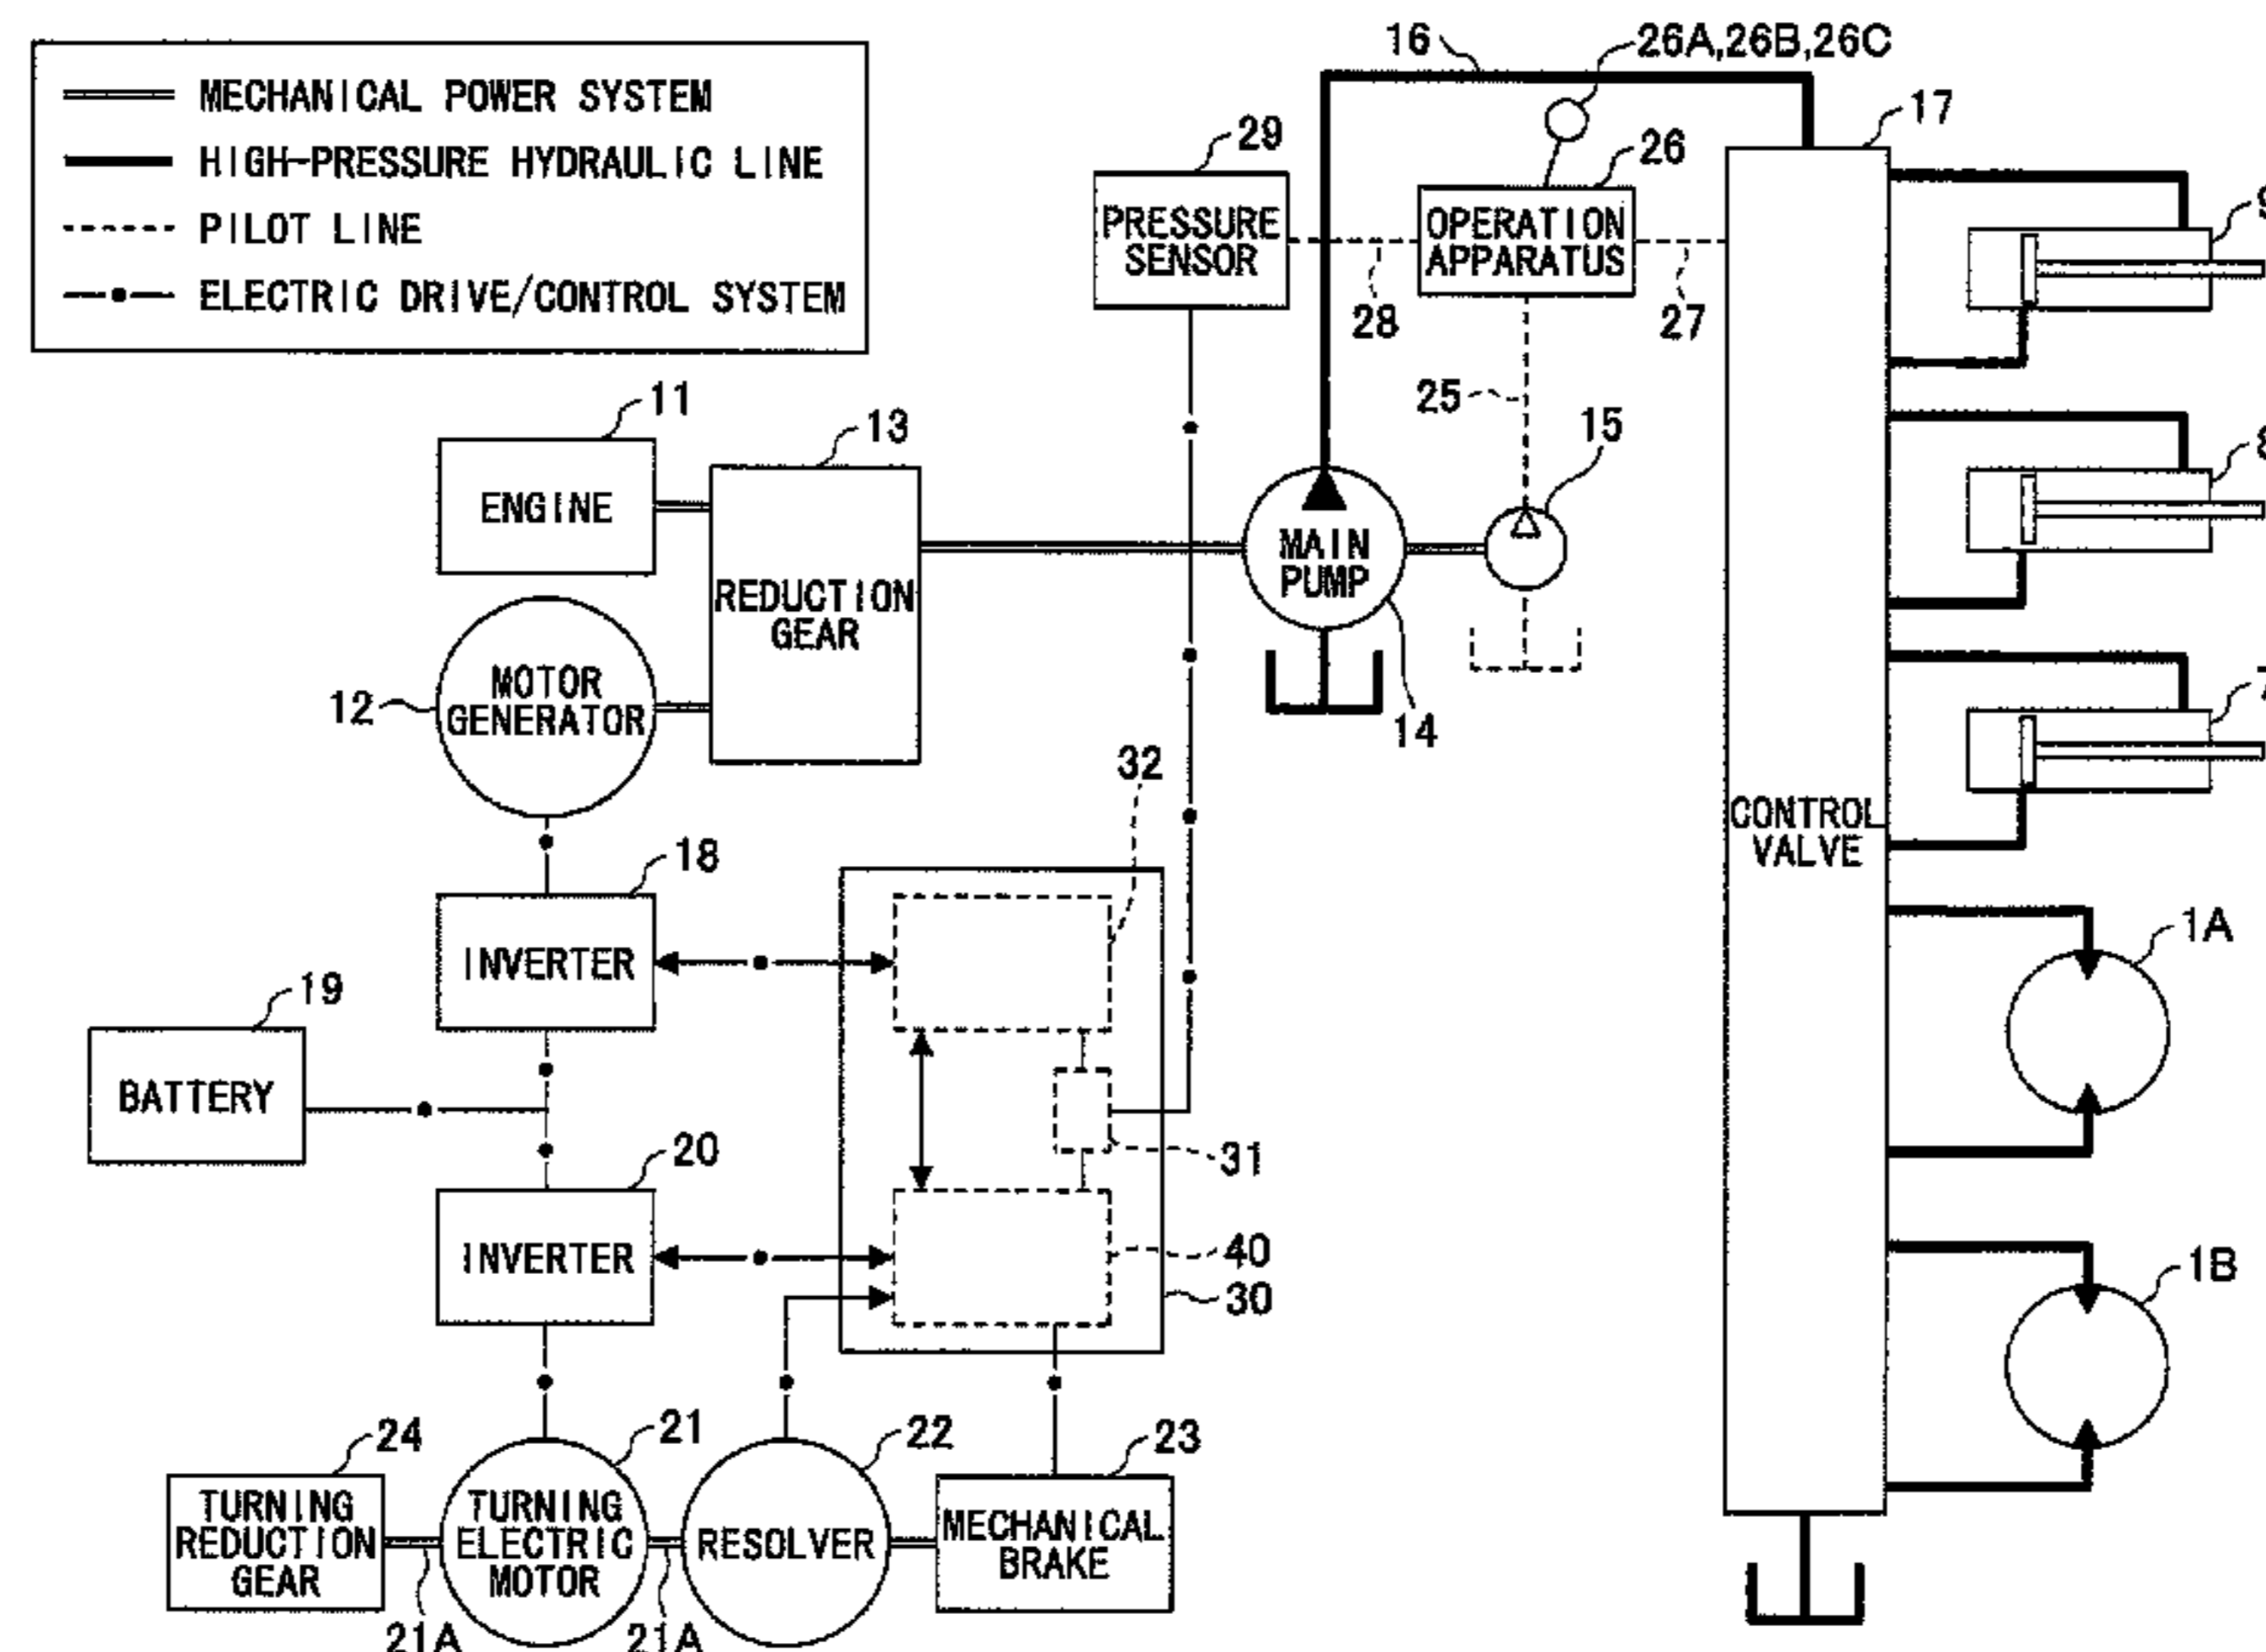 MECHANICAL POWER SYSTEM
HIGH-PRESSURE HYDRAULIC LINE
PILOT LINE
ELECTRIC DRIVE/CONTROL SYSTEM
16
26A,26B,26C
17
29
26
PRESSURE
SENSOR
OPERATION
APPARATUS
9
28
27
11
13
25
15
8
ENGINE
MAIN
PUMP
REDUCTION
GEAR
12
MOTOR
GENERATOR
14
7
32
CONTROL
VALVE
18
INVERTER
1A
19
BATTERY
20
31
INVERTER
40
30
1B
24
21
22
23
TURNING
REDUCTION
GEAR
TURNING
ELECTRIC
MOTOR
RESOLVER
MECHANICAL
BRAKE
21A
21A